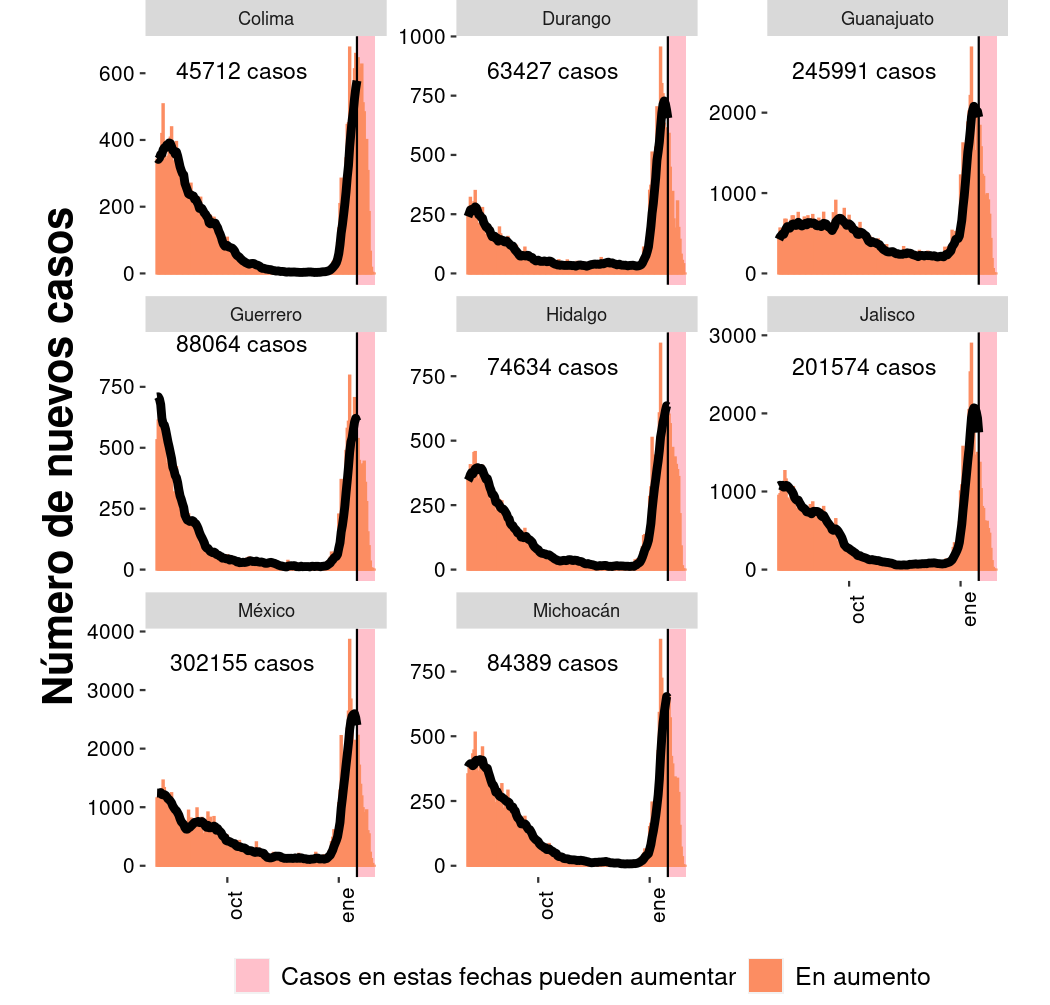 Número de nuevos casos
Colima
45712 casos
600
400
200
0
Durango
63427 casos
1000
750
500
250
0
Guanajuato
245991 casos
2000
1000
0
Guerrero
88064 casos
750
500
250
0
Hidalgo
74634 casos
750
500
250
0
Jalisco
201574 casos
3000
2000
1000
0
oct
ene
México
302155 casos
4000
3000
2000
1000
0
oct
ene
Michoacán
84389 casos
750
500
250
0
oct
ene
Casos en estas fechas pueden aumentar
En aumento